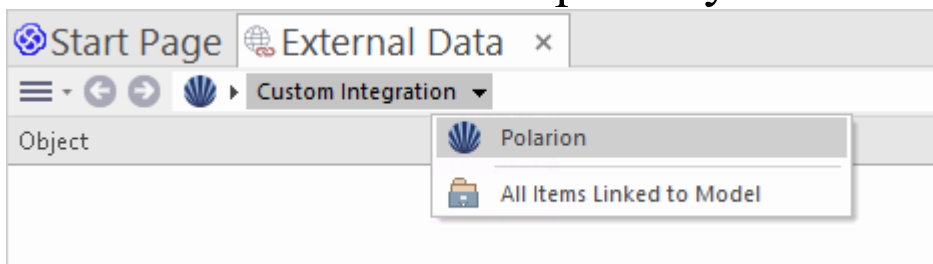 Start Page External Data ×
Custom Integration
Object
Polarion
All Items Linked to Model